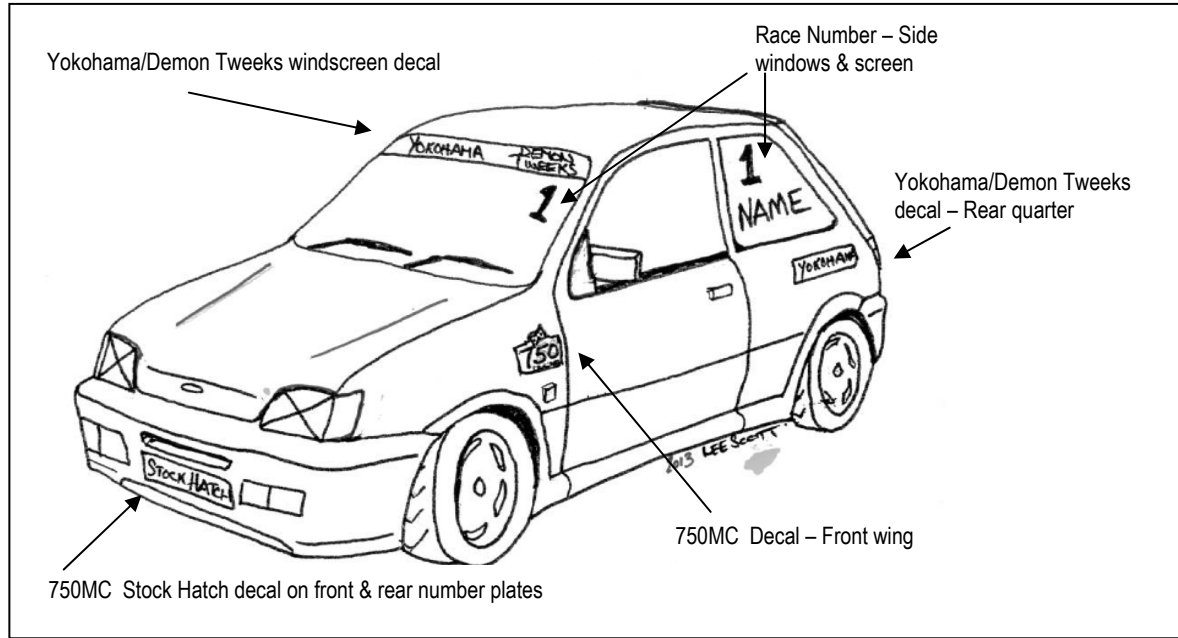 Race Number – Side
windows & screen
Yokohama/Demon Tweeks windscreen decal
YOKOHAMA
DEMON
TWEEKS
1
1
NAME
Yokohama/Demon Tweeks
decal – Rear quarter
YOKOHAMA
750
STOCK HATCH
2013 LEE SCOTT
750MC Decal – Front wing
750MC Stock Hatch decal on front & rear number plates